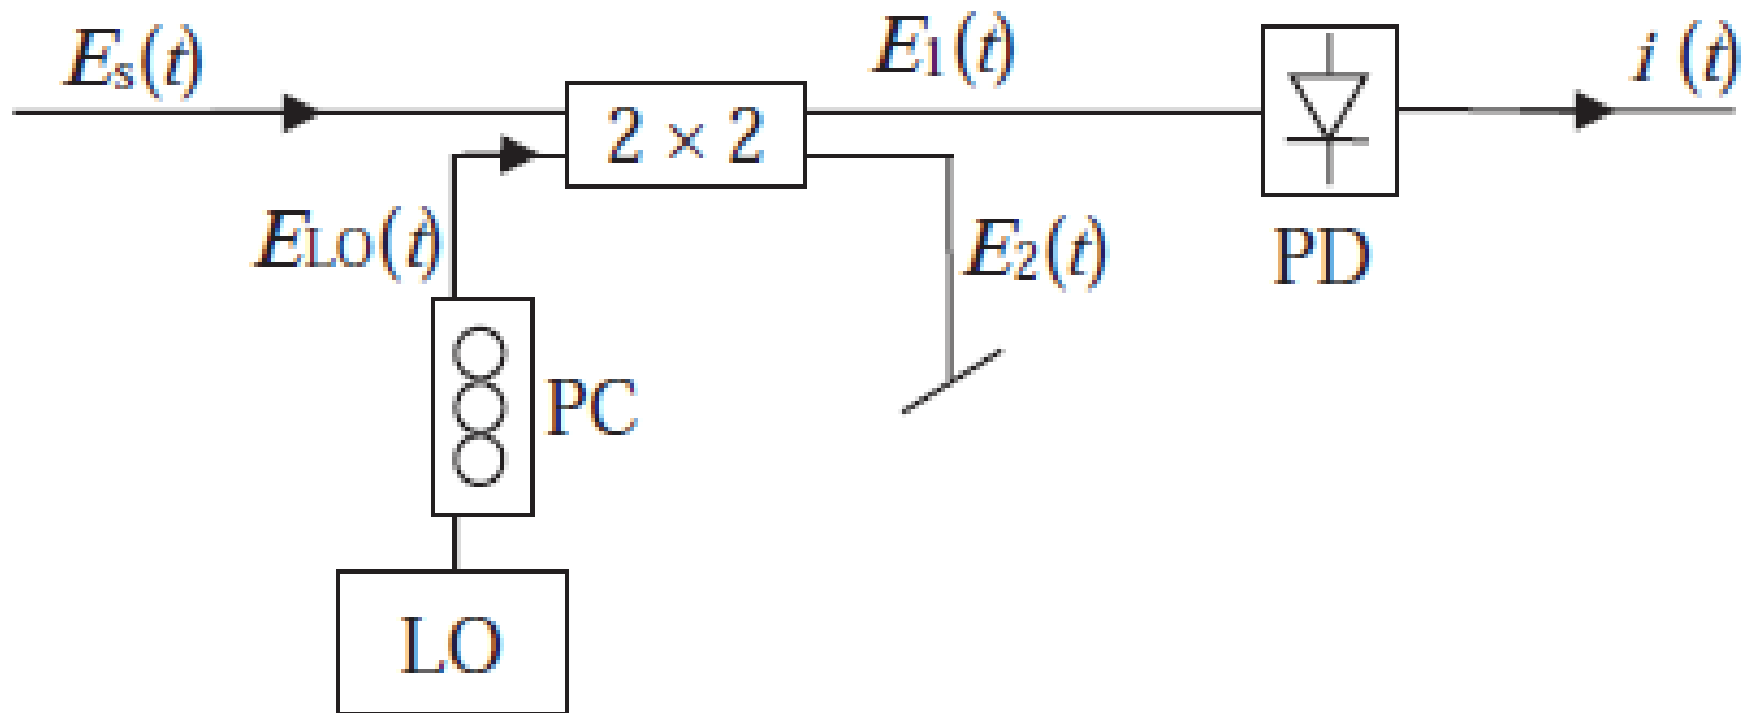 Es(t)
E1(t)
i (t)
2 × 2
ELO(t)
E2(t)
PD
PC
LO